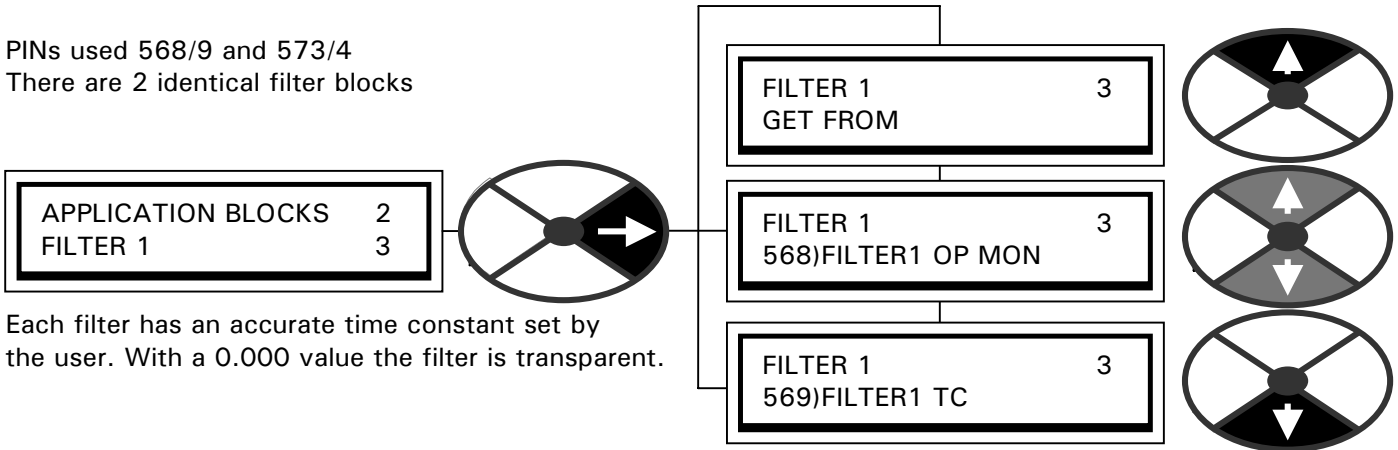 PINs used 568/9 and 573/4
There are 2 identical filter blocks
APPLICATION BLOCKS 2
FILTER 1 3
Each filter has an accurate time constant set by
the user. With a 0.000 value the filter is transparent.
FILTER 1 3
GET FROM
FILTER 1 3
568)FILTER1 OP MON
FILTER 1 3
569)FILTER1 TC